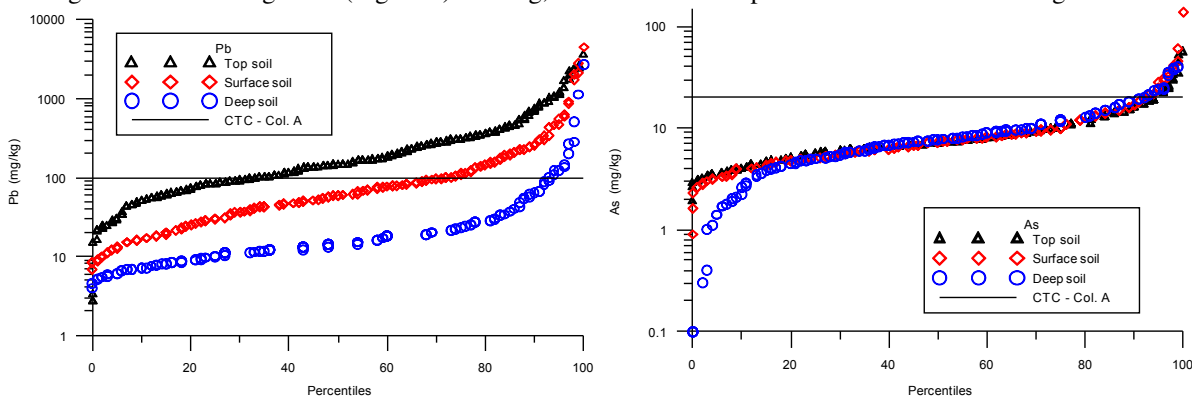 Pb
Top soil
Surface soil
Deep soil
CTC - Col. A
10000
1000
100
10
1
Pb (mg/kg)
0 20 40 60 80 100
Percentiles
As
Top soil
Surface soil
Deep soil
CTC - Col. A
100
10
1
0.1
As (mg/kg)
0 20 40 60 80 100
Percentiles